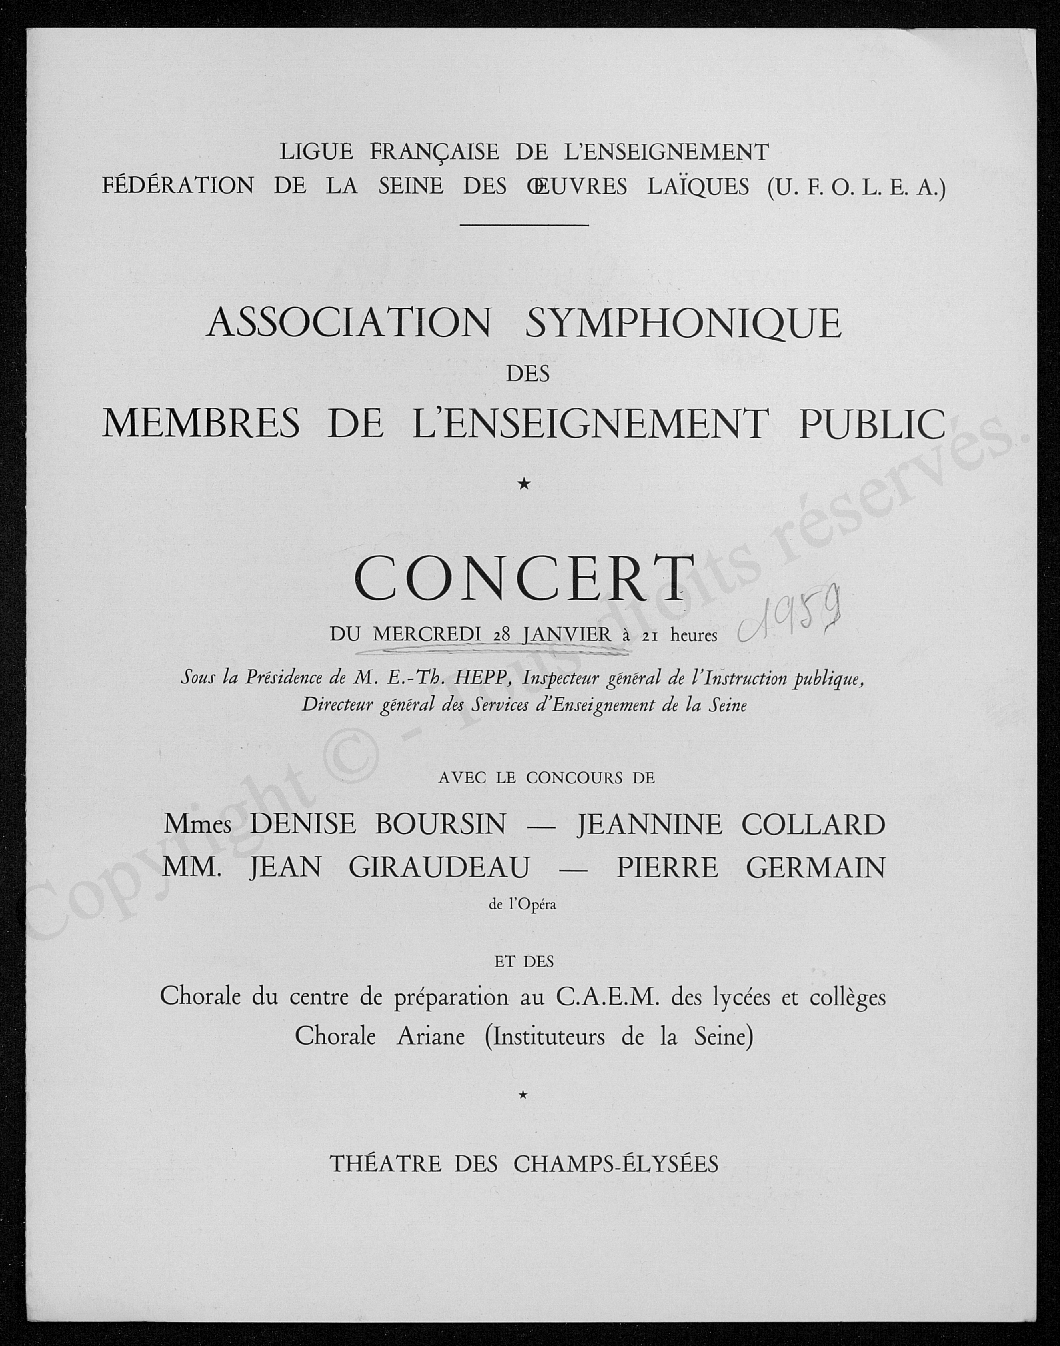 LIGUE FRANÇAISE DE L'ENSEIGNEMENT
FÉDÉRATION DE LA SEINE DES ŒUVRES LAÏQUES (U. F. O. L. E. A.)
ASSOCIATION SYMPHONIQUE
DES
MEMBRES DE L'ENSEIGNEMENT PUBLIC
★
CONCERT
DU MERCREDI 28 JANVIER à 21 heures 1959
Sous la Présidence de M. E.-Th. HEPP, Inspecteur général de l'Instruction publique,
Directeur général des Services d'Enseignement de la Seine
AVEC LE CONCOURS DE
Mmes DENISE BOURSIN — JEANNINE COLLARD
MM. JEAN GIRAUDEAU — PIERRE GERMAIN
de l'Opéra
ET DES
Chorale du centre de préparation au C.A.E.M. des lycées et collèges
Chorale Ariane (Instituteurs de la Seine)
★
THÉATRE DES CHAMPS-ÉLYSÉES
Copyright © - Tous droits réservés.